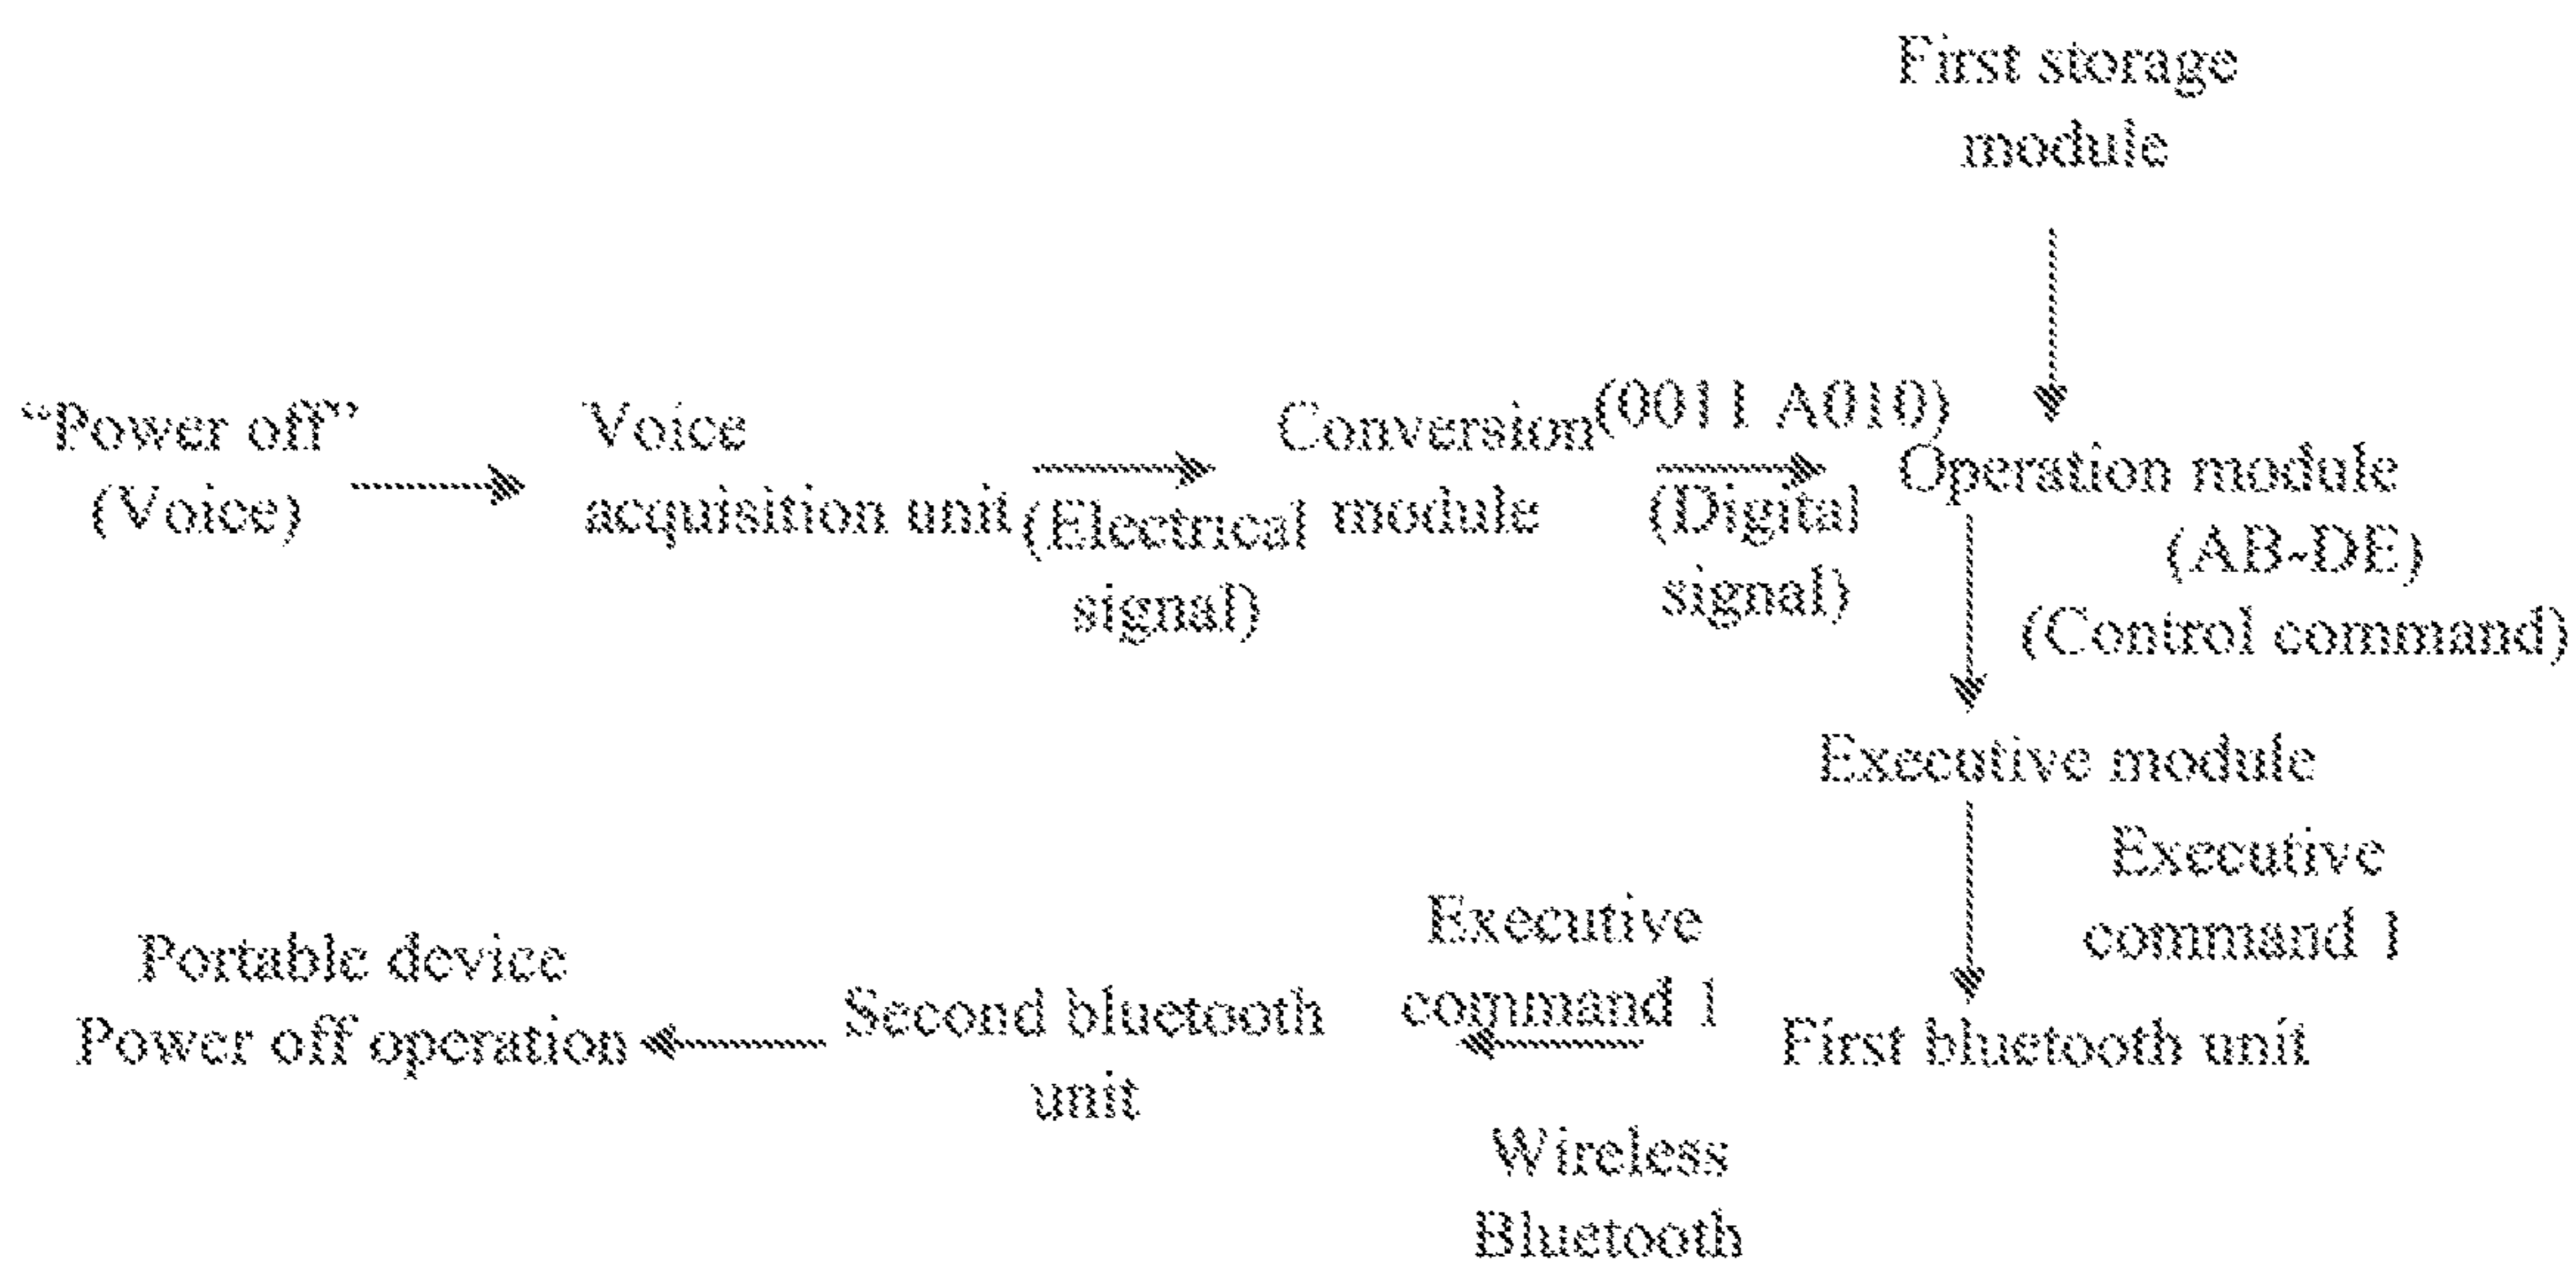 First storage
module
“Power off”
(Voice)
Voice
acquisition unit
(Electrical
signal)
Conversion
module
(0011 A010)
(Digital
signal)
Operation module
(AB-DE)
(Control command)
Executive module
Executive
command 1
First bluetooth unit
Executive
command 1
Wireless
Bluetooth
Second bluetooth
unit
Portable device
Power off operation